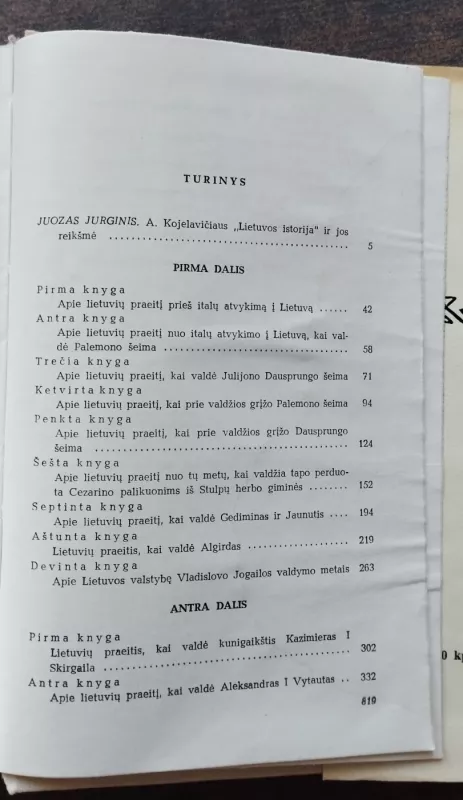 TURINYS
JUOZAS JURGINIS. A. Kojelavičiaus „Lietuvos istorija" ir jos
reikšmė ........................................ 5
PIRMA DALIS
Pirma knyga
Apie lietuvių praeitį prieš italų atvykimą į Lietuvą ...... 42
Antra knyga
Apie lietuvių praeitį nuo italų atvykimo į Lietuvą, kai val-
dė Palemono šeima .............................. 58
Trečia knyga
Apie lietuvių praeitį, kai valdė Julijono Dausprungo šeima 71
Ketvirta knyga
Apie lietuvių praeitį, kai prie valdžios grįžo Palemono šeima 94
Penkta knyga
Apie lietuvių praeitį, kai prie valdžios grįžo Dausprungo
šeima ........................................ 124
Šešta knyga
Apie lietuvių praeitį nuo tų metų, kai valdžia tapo perduo-
ta Cezarino palikuonims iš Stulpų herbo giminės ........ 152
Septinta knyga
Apie lietuvių praeitį, kai valdė Gediminas ir Jaunutis .... 194
Aštunta knyga
Lietuvių praeitis, kai valdė Algirdas .................. 219
Devinta knyga
Apie Lietuvos valstybę Vladislovo Jogailos valdymo metais 263
ANTRA DALIS
Pirma knyga
Lietuvių praeitis, kai valdė kunigaikštis Kazimieras I
Skirgaila ........................................ 302
Antra knyga
Apie lietuvių praeitį, kai valdė Aleksandras I Vytautas .. 332
819
0 kp